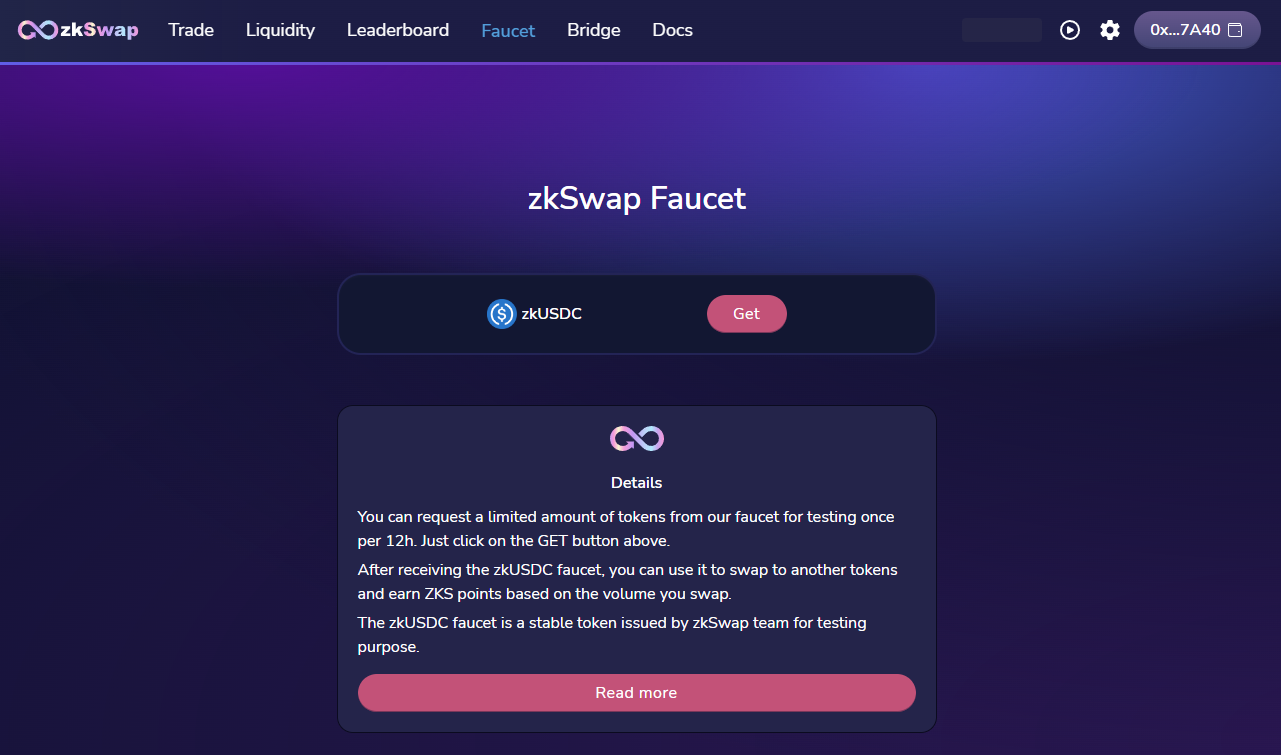 zkSwap Trade Liquidity Leaderboard Faucet Bridge Docs 0x...7A40
zkSwap Faucet
zkUSDC Get
Details
You can request a limited amount of tokens from our faucet for testing once
per 12h. Just click on the GET button above.
After receiving the zkUSDC faucet, you can use it to swap to another tokens
and earn ZKS points based on the volume you swap.
The zkUSDC faucet is a stable token issued by zkSwap team for testing
purpose.
Read more